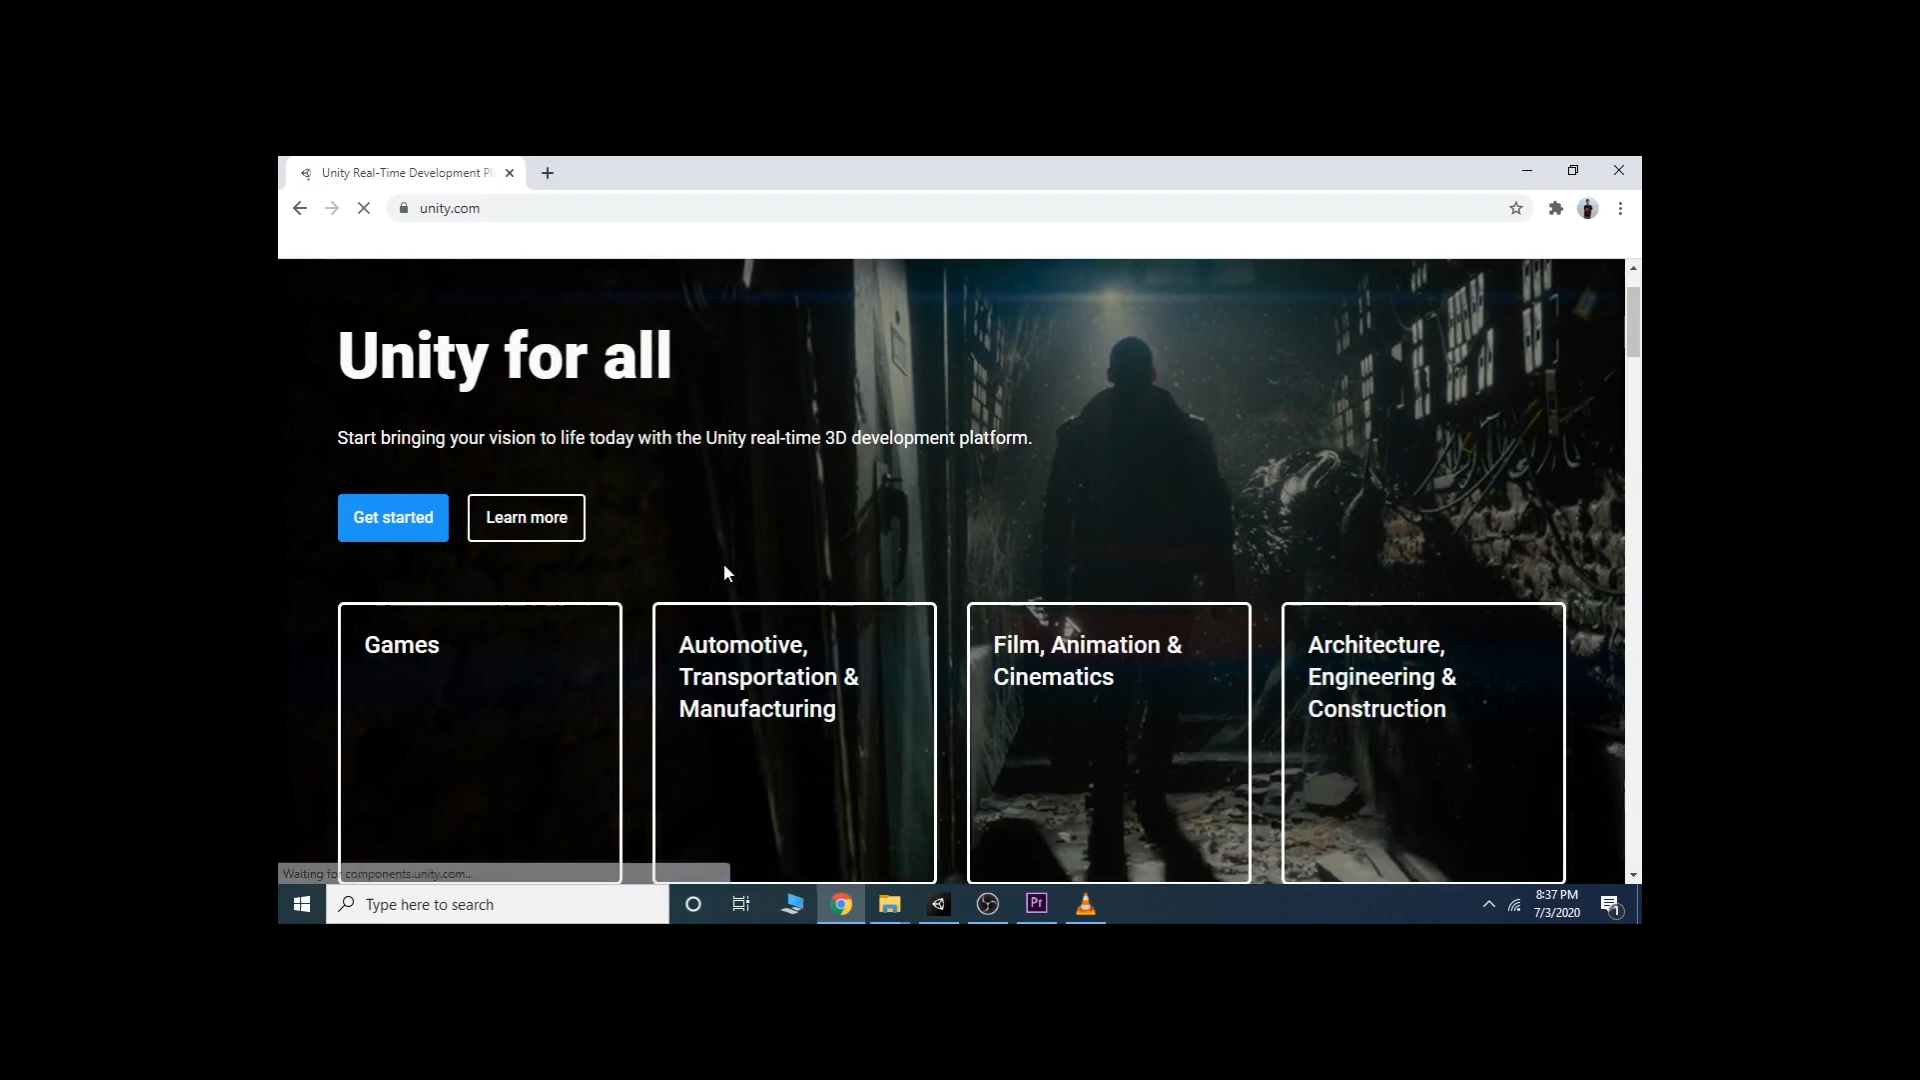 Unity Real-Time Development Pl
unity.com
Unity for all
Start bringing your vision to life today with the Unity real-time 3D development platform.
Get started
Learn more
Games
Automotive,
Transportation &
Manufacturing
Film, Animation &
Cinematics
Architecture,
Engineering &
Construction
Waiting for components.unity.com...
Type here to search
Pr
8:37 PM
7/3/2020
1